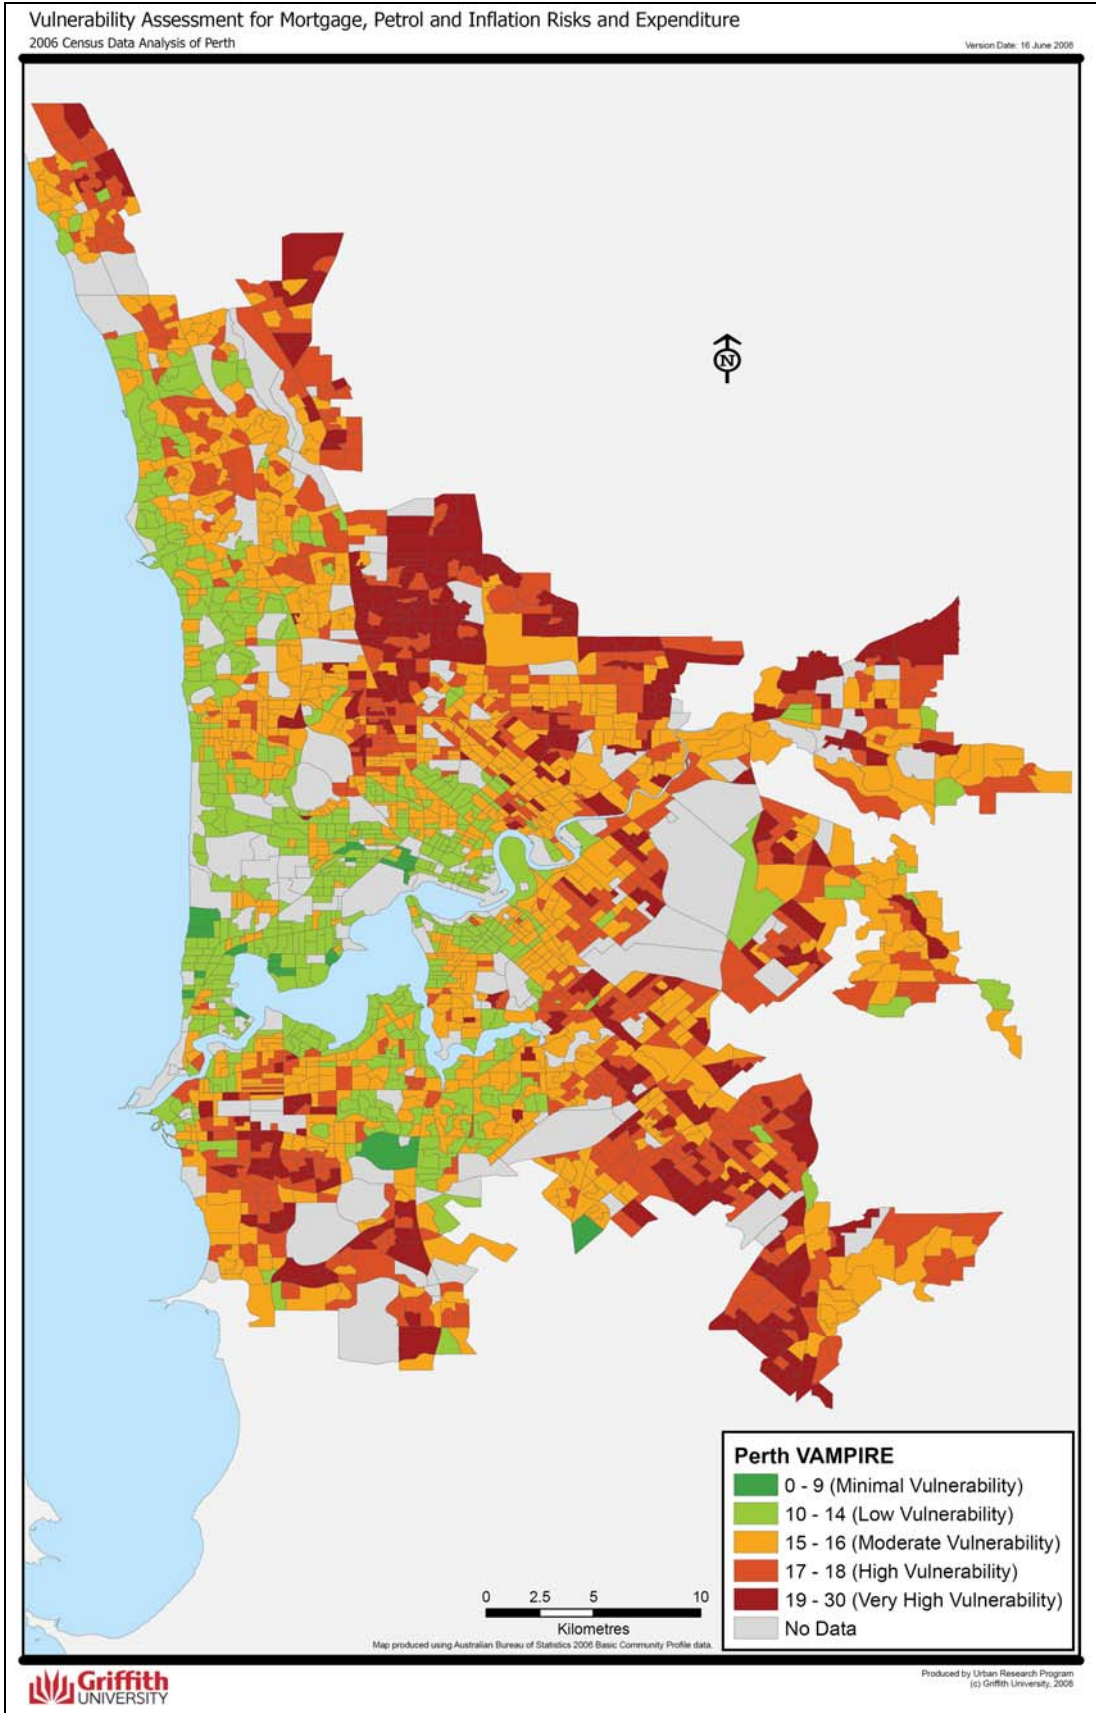 Vulnerability Assessment for Mortgage, Petrol and Inflation Risks and Expenditure
2006 Census Data Analysis of Perth
Version Date: 16 June 2008
N
Perth VAMPIRE
0 - 9 (Minimal Vulnerability)
10 - 14 (Low Vulnerability)
15 - 16 (Moderate Vulnerability)
17 - 18 (High Vulnerability)
19 - 30 (Very High Vulnerability)
No Data
0 2.5 5 10
Kilometres
Map produced using Australian Bureau of Statistics 2006 Basic Community Profile data.
Griffith
UNIVERSITY
Produced by Urban Research Program
(c) Griffith University, 2008